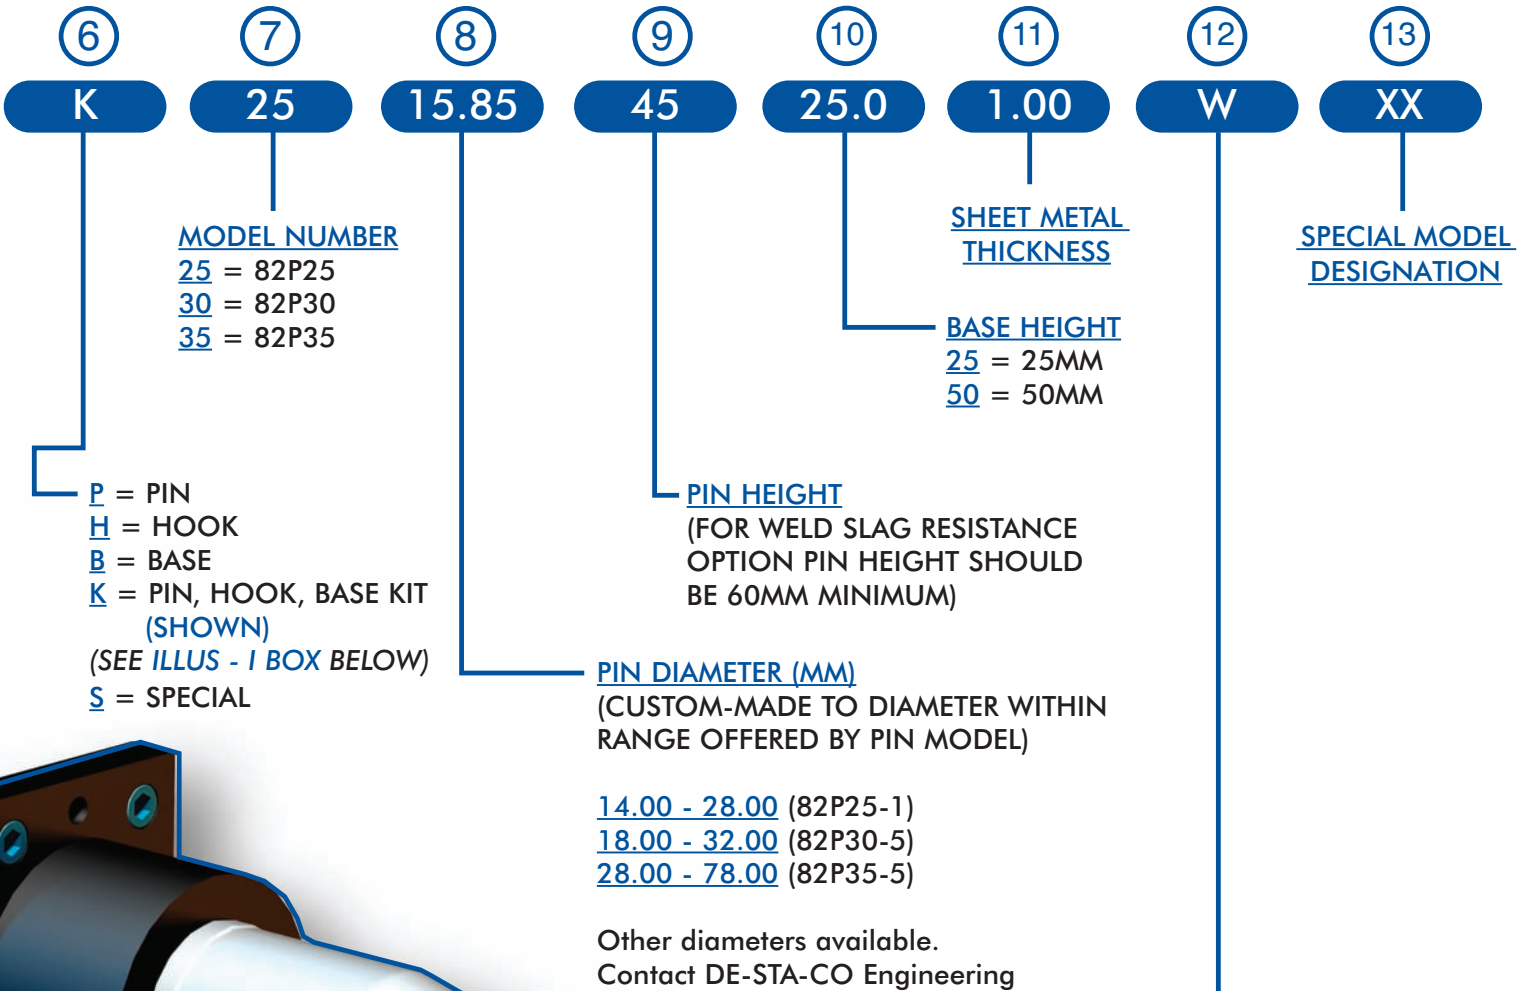 6 7 8 9 10 11 12 13
K 25 15.85 45 25.0 1.00 W XX
MODEL NUMBER
25 = 82P25
30 = 82P30
35 = 82P35
SHEET METAL
THICKNESS
SPECIAL MODEL
DESIGNATION
BASE HEIGHT
25 = 25MM
50 = 50MM
P = PIN
H = HOOK
B = BASE
K = PIN, HOOK, BASE KIT
(SHOWN)
(SEE ILLUS - I BOX BELOW)
S = SPECIAL
PIN HEIGHT
(FOR WELD SLAG RESISTANCE
OPTION PIN HEIGHT SHOULD
BE 60MM MINIMUM)
PIN DIAMETER (MM)
(CUSTOM-MADE TO DIAMETER WITHIN
RANGE OFFERED BY PIN MODEL)
14.00 - 28.00 (82P25-1)
18.00 - 32.00 (82P30-5)
28.00 - 78.00 (82P35-5)
Other diameters available.
Contact DE-STA-CO Engineering